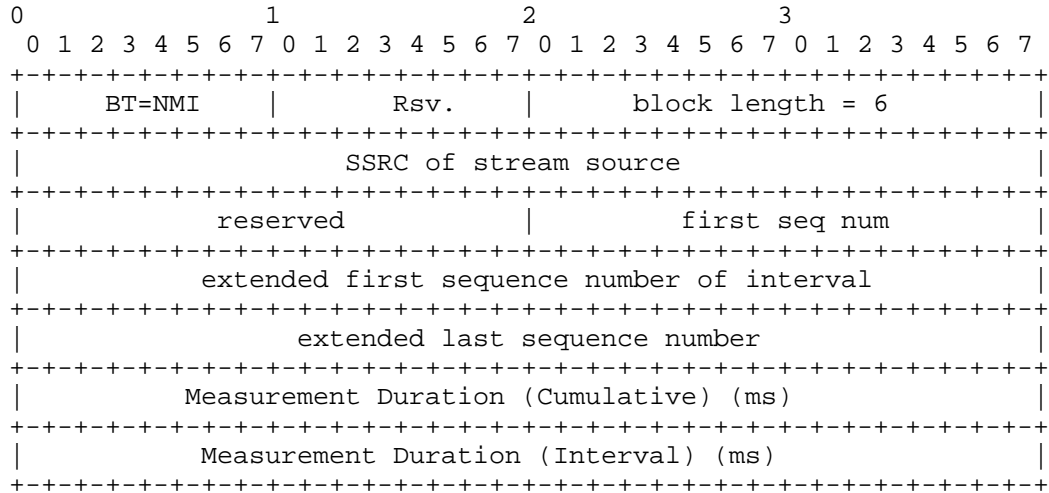 0                   1                   2                   3
 0 1 2 3 4 5 6 7 0 1 2 3 4 5 6 7 0 1 2 3 4 5 6 7 0 1 2 3 4 5 6 7
+-+-+-+-+-+-+-+-+-+-+-+-+-+-+-+-+-+-+-+-+-+-+-+-+-+-+-+-+-+-+-+-+
|     BT=NMI    |       Rsv.    |      block length = 6         |
+-+-+-+-+-+-+-+-+-+-+-+-+-+-+-+-+-+-+-+-+-+-+-+-+-+-+-+-+-+-+-+-+
|                    SSRC of stream source                      |
+-+-+-+-+-+-+-+-+-+-+-+-+-+-+-+-+-+-+-+-+-+-+-+-+-+-+-+-+-+-+-+-+
|            reserved           |         first seq num         |
+-+-+-+-+-+-+-+-+-+-+-+-+-+-+-+-+-+-+-+-+-+-+-+-+-+-+-+-+-+-+-+-+
|           extended first sequence number of interval          |
+-+-+-+-+-+-+-+-+-+-+-+-+-+-+-+-+-+-+-+-+-+-+-+-+-+-+-+-+-+-+-+-+
|                 extended last sequence number                 |
+-+-+-+-+-+-+-+-+-+-+-+-+-+-+-+-+-+-+-+-+-+-+-+-+-+-+-+-+-+-+-+-+
|          Measurement Duration (Cumulative) (ms)               |
+-+-+-+-+-+-+-+-+-+-+-+-+-+-+-+-+-+-+-+-+-+-+-+-+-+-+-+-+-+-+-+-+
|           Measurement Duration (Interval) (ms)                |
+-+-+-+-+-+-+-+-+-+-+-+-+-+-+-+-+-+-+-+-+-+-+-+-+-+-+-+-+-+-+-+-+